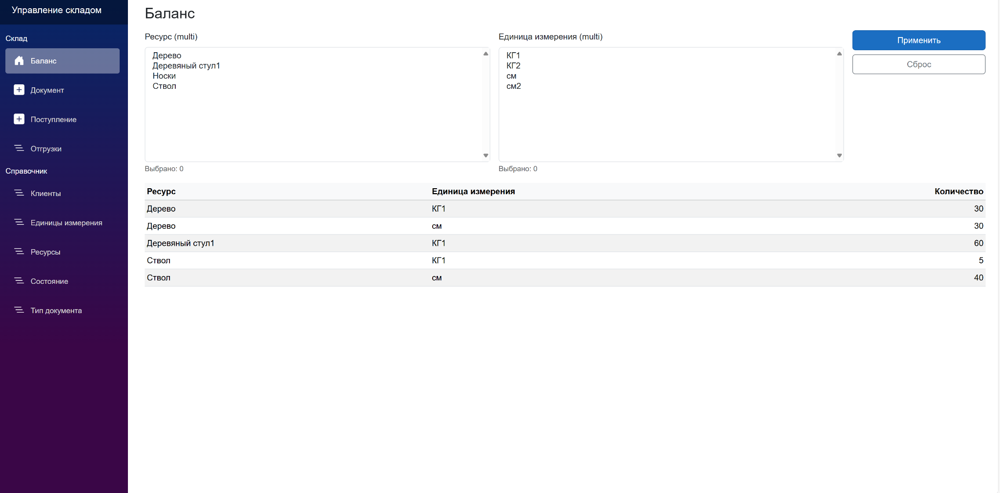 Управление складом
Склад
Баланс
Документ
Поступление
Отгрузки
Справочник
Клиенты
Единицы измерения
Ресурсы
Состояние
Тип документа
Баланс
Ресурс (multi)
Дерево
Деревяный стул1
Носки
Ствол
Выбрано: 0
Единица измерения (multi)
КГ1
КГ2
см
см2
Выбрано: 0
Применить
Сброс
Ресурс Единица измерения Количество
Дерево КГ1 30
Дерево см 30
Деревяный стул1 КГ1 60
Ствол КГ1 5
Ствол см 40